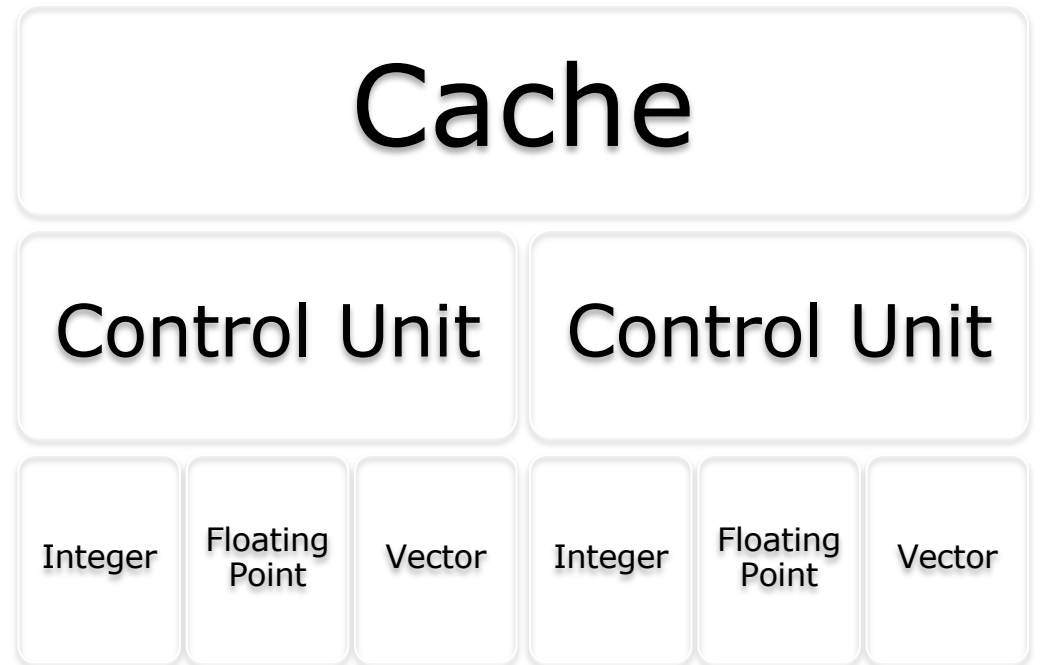 Cache
Control Unit
Control Unit
Integer
Floating
Point
Vector
Integer
Floating
Point
Vector